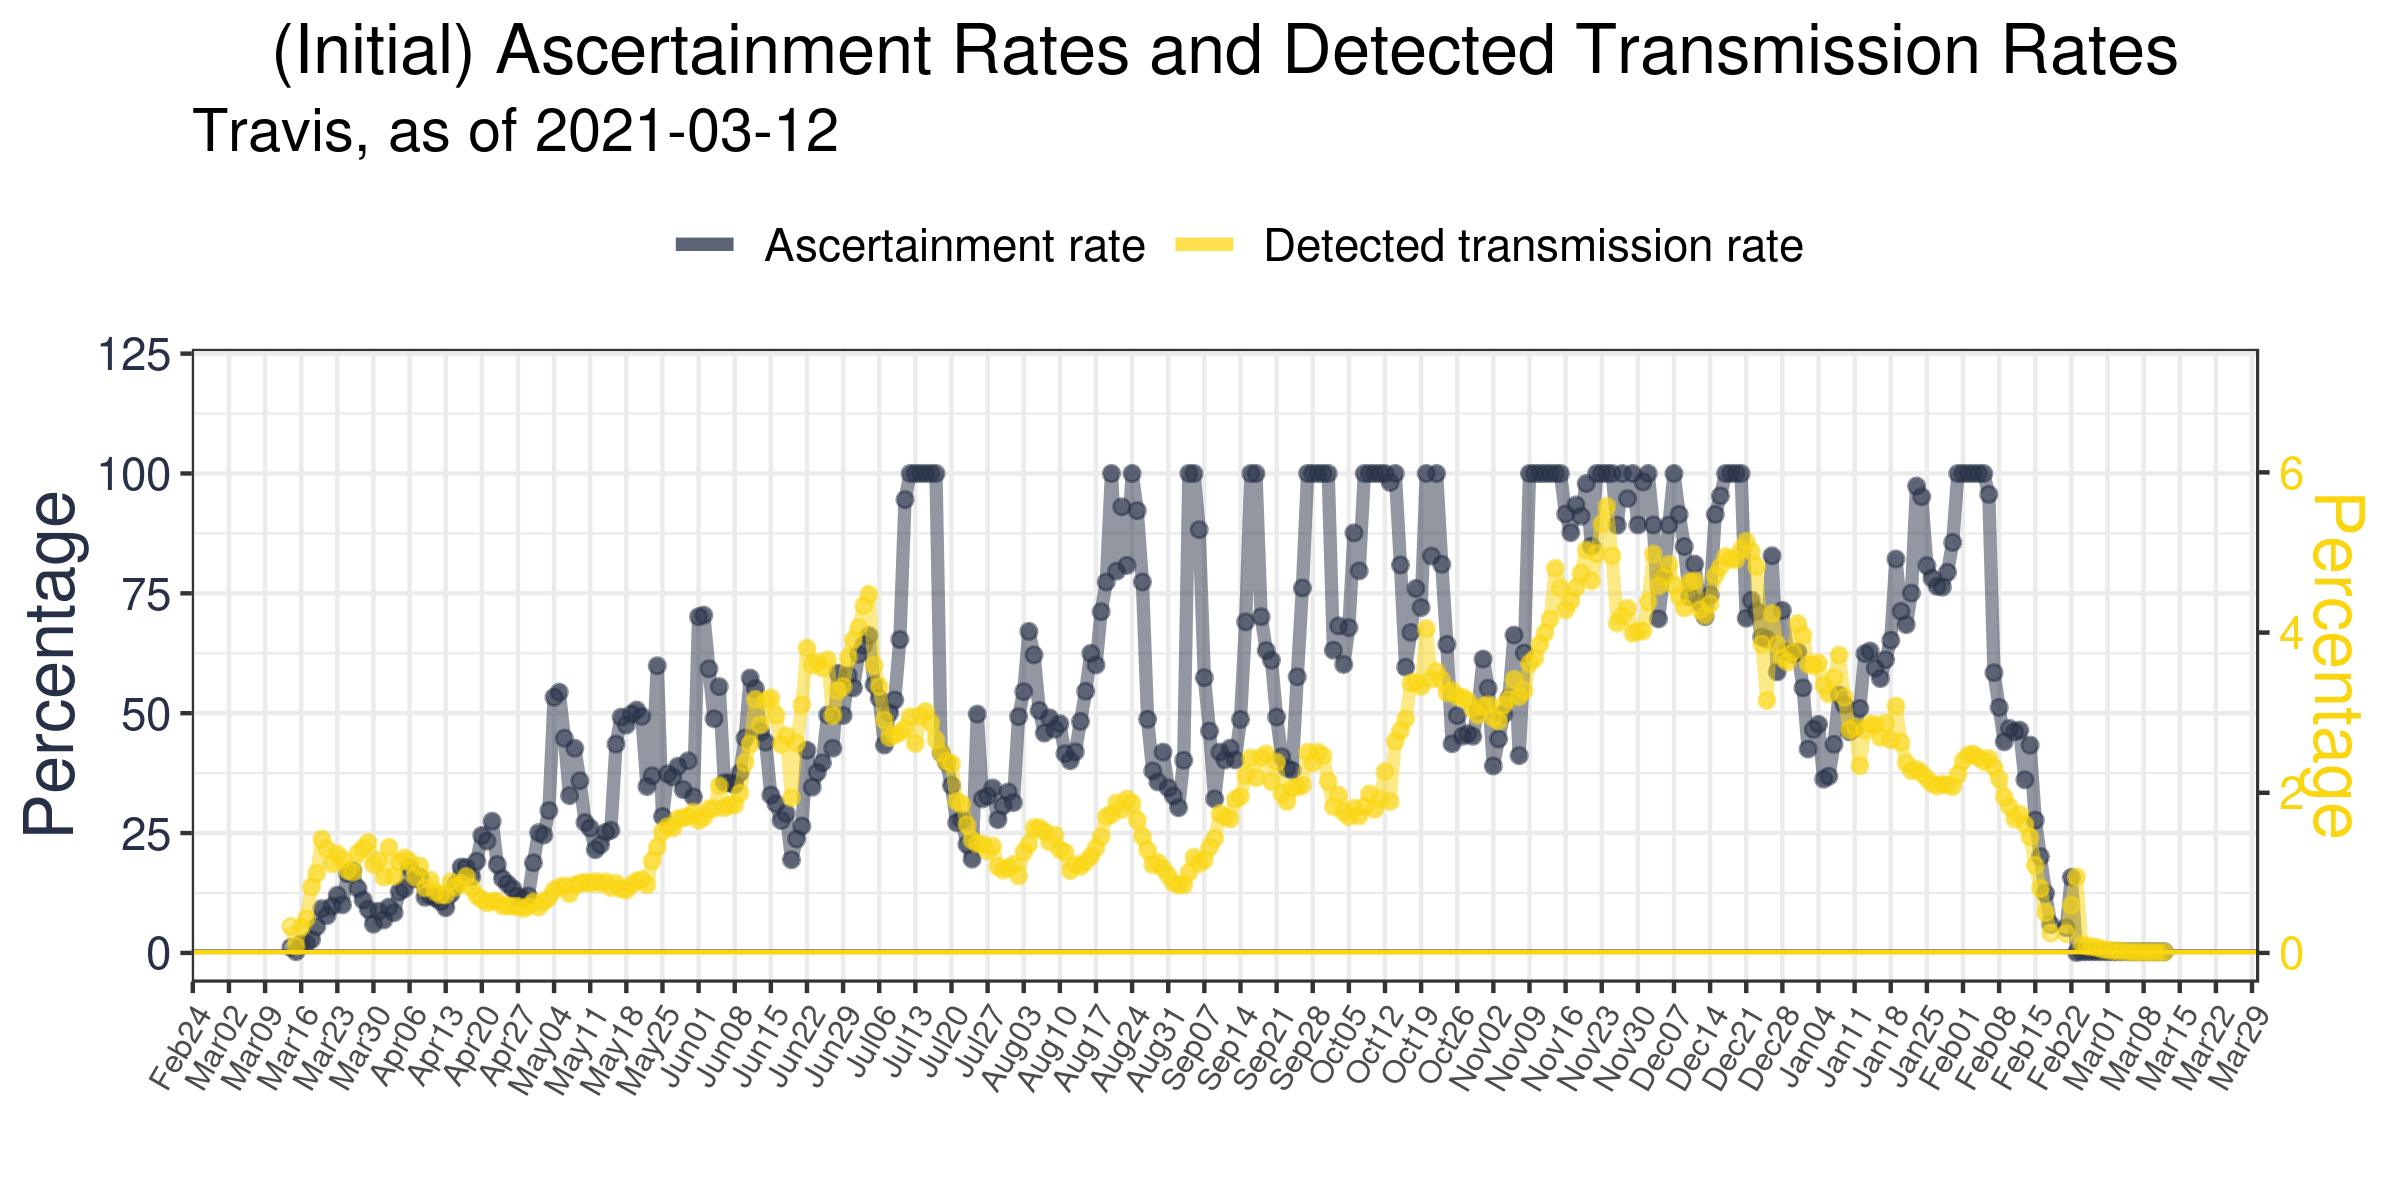 (Initial) Ascertainment Rates and Detected Transmission Rates
Travis, as of 2021-03-12
Ascertainment rate
Detected transmission rate
Percentage
125
100
75
50
25
0
6
4
2
0
Percentage
Feb24
Mar02
Mar09
Mar16
Mar23
Mar30
Apr06
Apr13
Apr20
Apr27
May04
May11
May18
May25
Jun01
Jun08
Jun15
Jun22
Jun29
Jul06
Jul13
Jul20
Jul27
Aug03
Aug10
Aug17
Aug24
Aug31
Sep07
Sep14
Sep21
Sep28
Oct05
Oct12
Oct19
Oct26
Nov02
Nov09
Nov16
Nov23
Nov30
Dec07
Dec14
Dec21
Dec28
Jan04
Jan11
Jan18
Jan25
Feb01
Feb08
Feb15
Feb22
Mar01
Mar08
Mar15
Mar22
Mar29